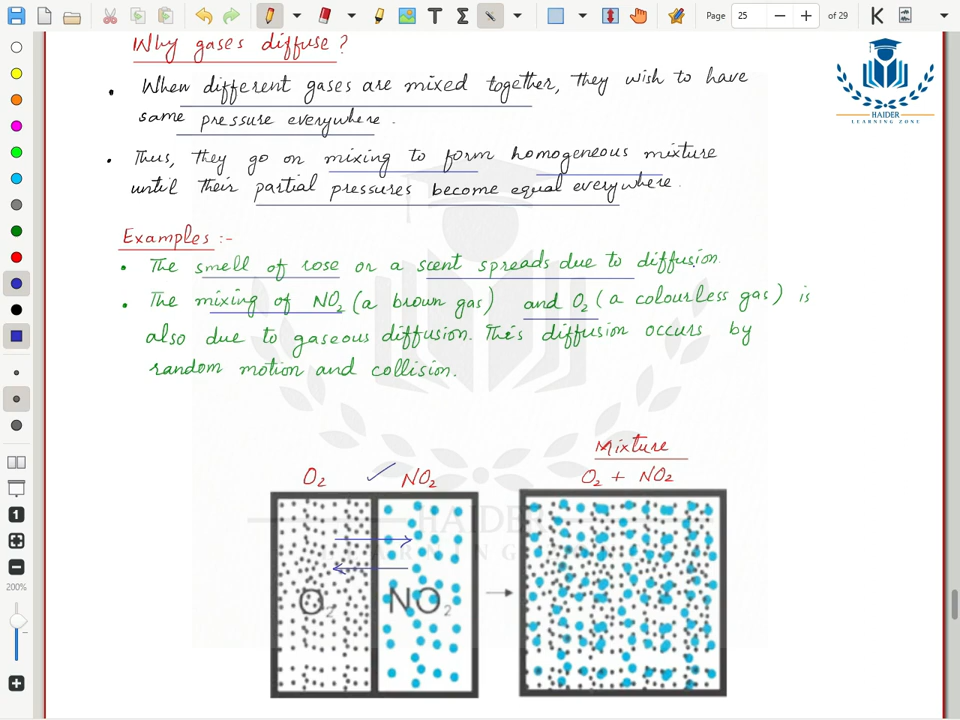 Page 25 of 29
Why gases diffuse?
HAIDER
LEARNING ZONE
• When different gases are mixed together, they wish to have
same pressure everywhere.
• Thus, they go on mixing to form homogeneous mixture
until their partial pressures become equal everywhere.
Examples:-
• The smell of rose or a scent spreads due to diffusion.
• The mixing of NO₂ (a brown gas) and O₂ (a colourless gas) is
also due to gaseous diffusion. This diffusion occurs by
random motion and collision.
Mixture
O₂ NO₂ O₂ + NO₂
HAIDER
LEARNING
O₂ NO₂
1
200%